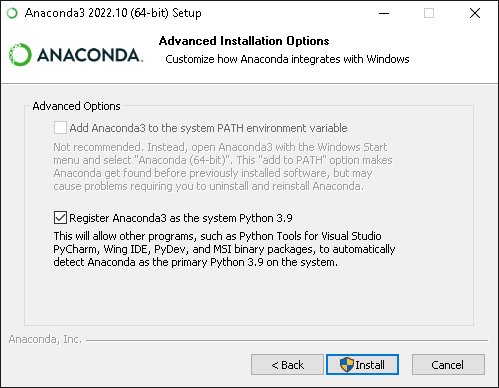 Anaconda3 2022.10 (64-bit) Setup
ANACONDA.
Advanced Installation Options
Customize how Anaconda integrates with Windows
Advanced Options
Add Anaconda3 to the system PATH environment variable
Not recommended. Instead, open Anaconda3 with the Windows Start
menu and select "Anaconda (64-bit)". This "add to PATH" option makes
Anaconda get found before previously installed software, but may
cause problems requiring you to uninstall and reinstall Anaconda.
Register Anaconda3 as the system Python 3.9
This will allow other programs, such as Python Tools for Visual Studio
PyCharm, Wing IDE, PyDev, and MSI binary packages, to automatically
detect Anaconda as the primary Python 3.9 on the system.
Anaconda, Inc.
< Back Install Cancel